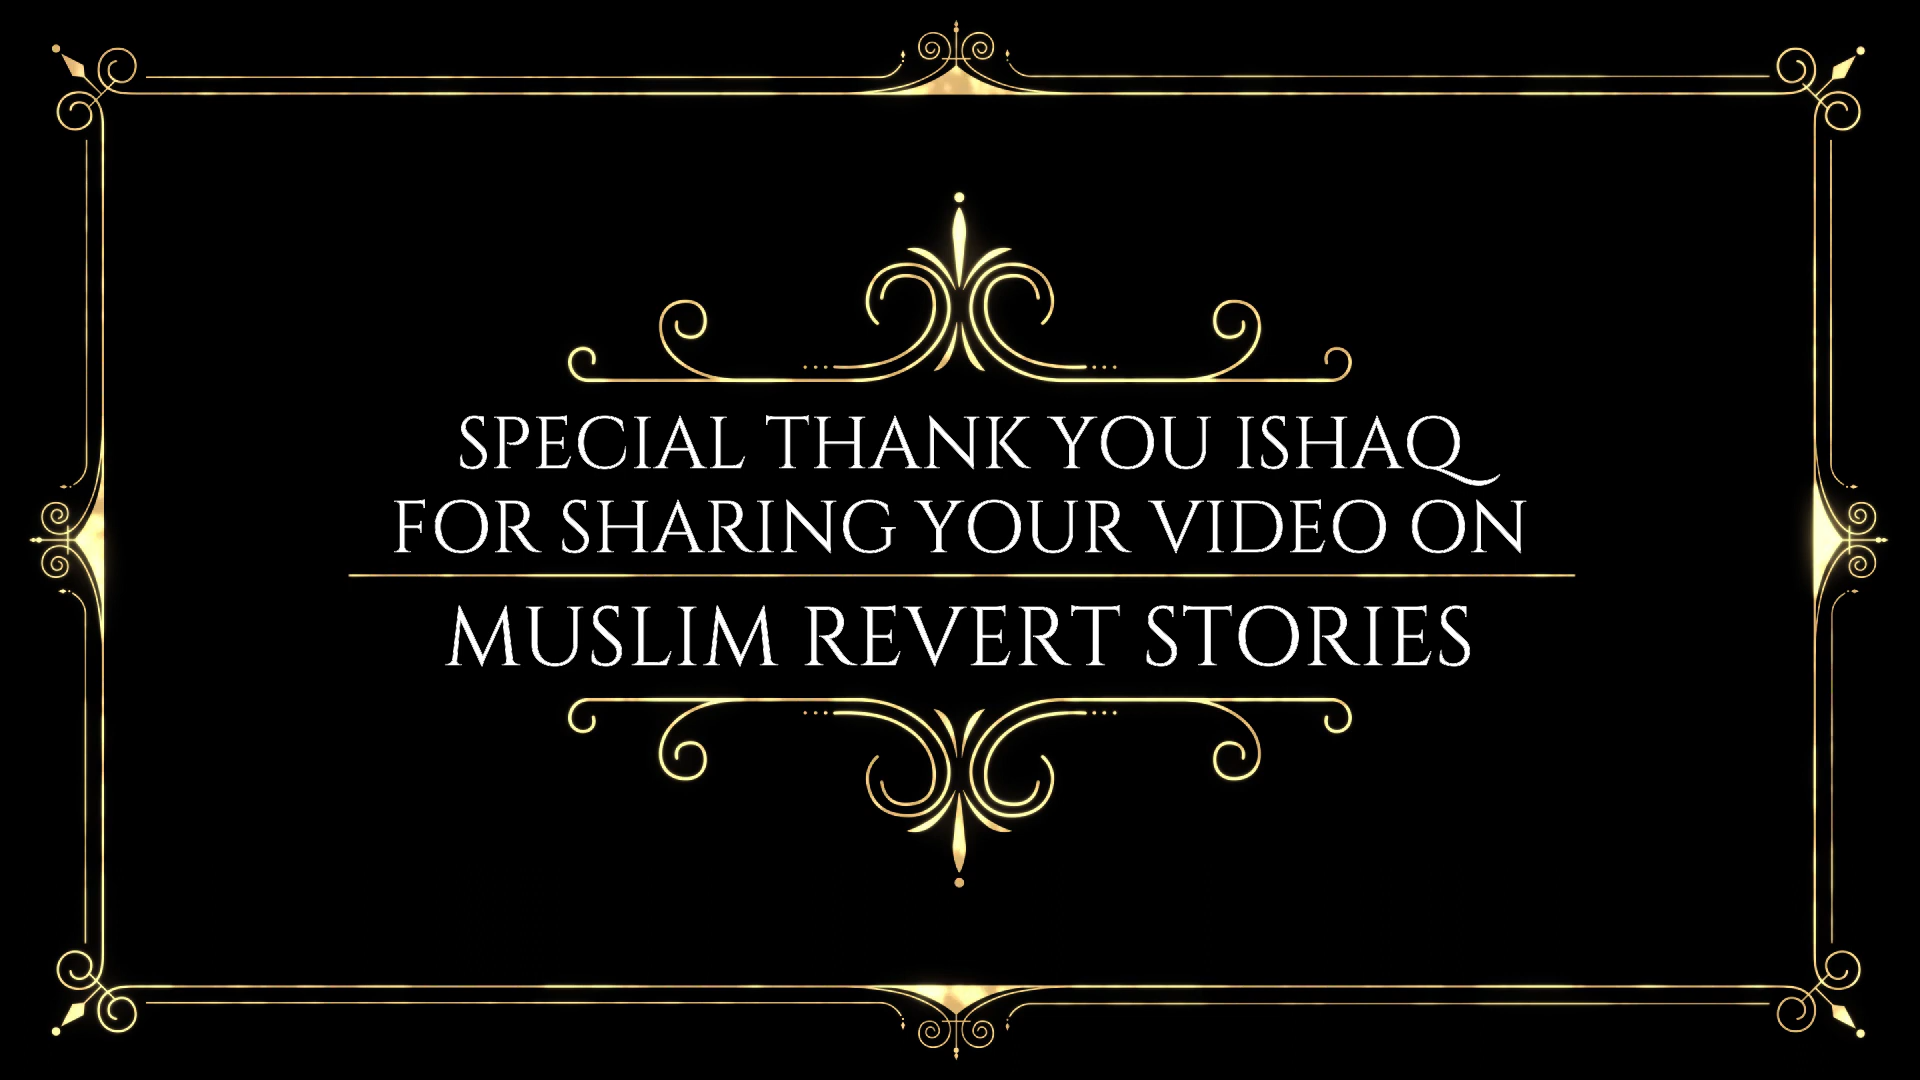 SPECIAL THANK YOU ISHAQ
FOR SHARING YOUR VIDEO ON
MUSLIM REVERT STORIES